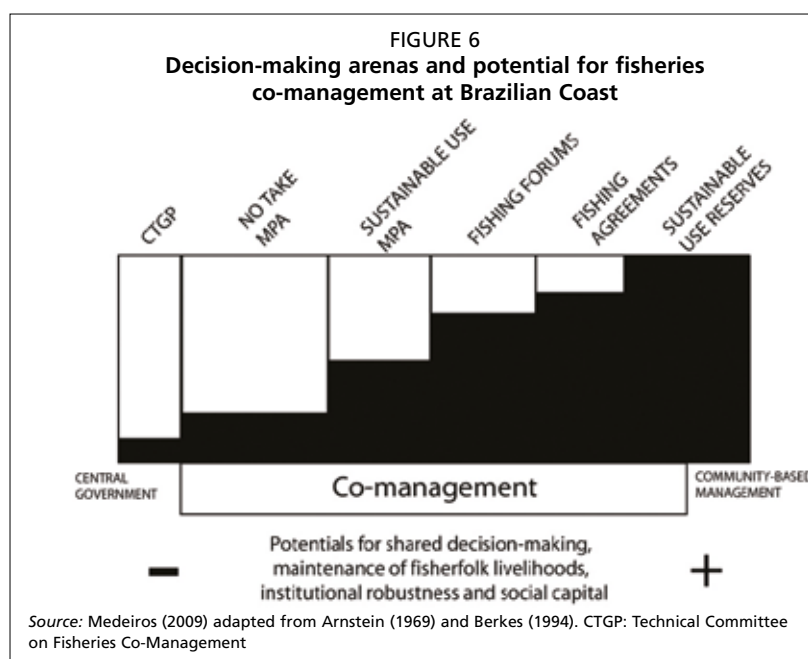 FIGURE 6
Decision-making arenas and potential for fisheries
co-management at Brazilian Coast
CTGP
NO TAKE
MPA
SUSTAINABLE USE
MPA
FISHING FORUMS
FISHING
AGREEMENTS
SUSTAINABLE
USE RESERVES
CENTRAL
GOVERNMENT
Co-management
COMMUNITY-BASED
MANAGEMENT
Potentials for shared decision-making,
maintenance of fisherfolk livelihoods,
institutional robustness and social capital
- +
Source: Medeiros (2009) adapted from Arnstein (1969) and Berkes (1994). CTGP: Technical Committee
on Fisheries Co-Management